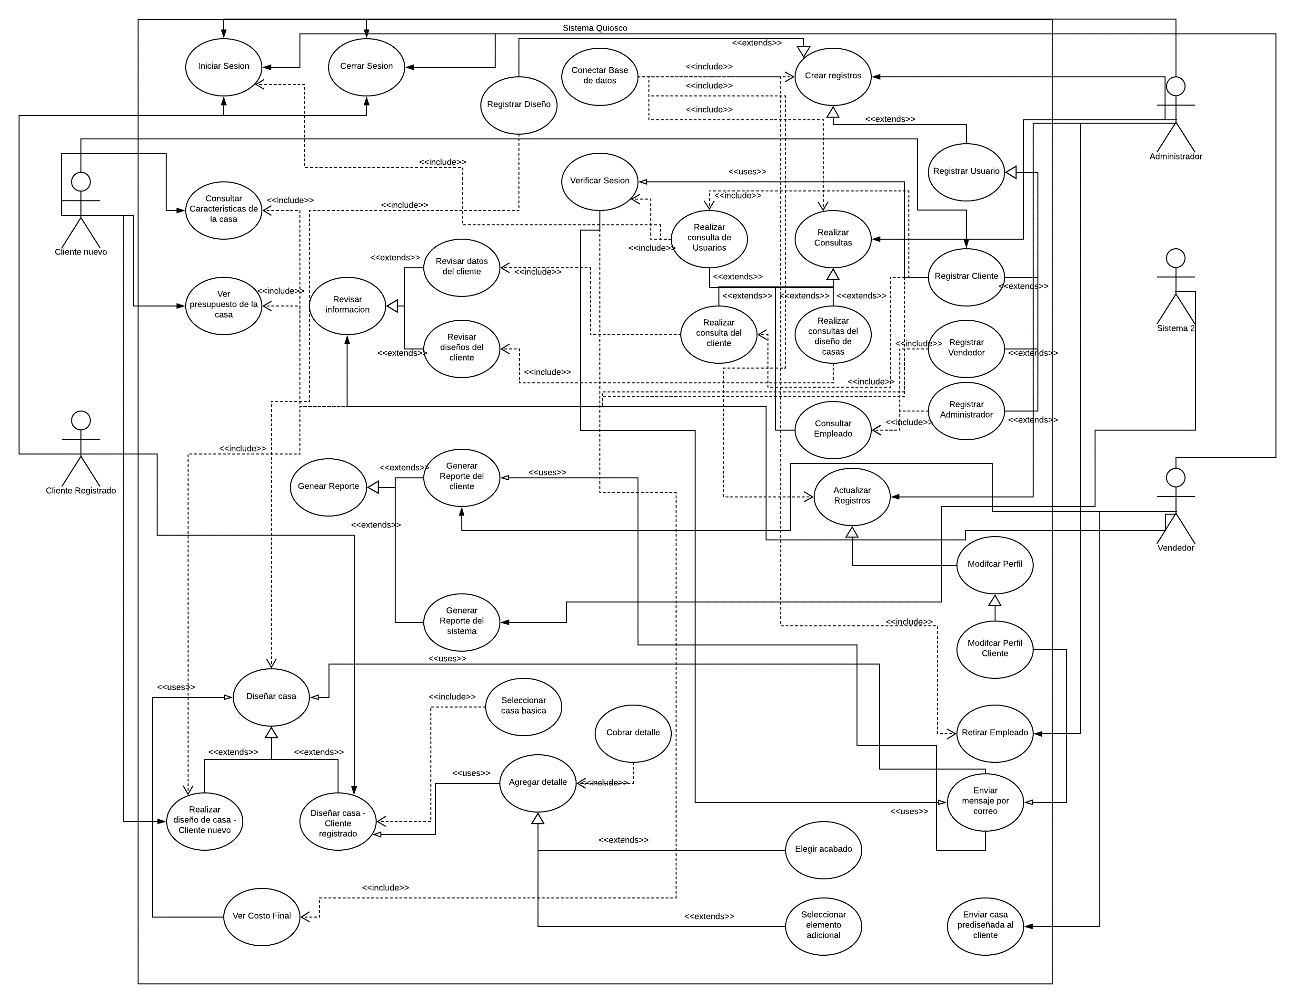 Sistema Quiosco
<<extends>>
Iniciar Sesion
Cerrar Sesion
Conectar Base
de datos
<<include>>
Crear registros
<<include>>
Registrar Diseño
<<include>>
<<extends>>
Administrador
<<include>>
Verificar Sesion
<<uses>>
Registrar Usuario
Consultar
Caracteristicas de
la casa
<<include>>
<<include>>
<<include>>
Realizar
consulta de
Usuarios
Realizar
Consultas
Cliente nuevo
<<include>>
<<extends>>
Revisar datos
del cliente
<<include>>
<<extends>>
Registrar Cliente
<<extends>>
Ver
presupuesto de la
casa
<<include>>
Revisar
informacion
<<extends>>
<<extends>>
<<extends>>
Sistema 2
Revisar
diseños del
cliente
<<extends>>
Realizar
consulta del
cliente
Realizar
consultas del
diseño de
casas
<<include>>
Registrar
Vendedor
<<extends>>
<<include>>
<<include>>
Registrar
Administrador
<<extends>>
Consultar
Empleado
<<include>>
<<include>>
Cliente Registrado
Genear Reporte
<<extends>>
Generar
Reporte del
cliente
<<uses>>
Actualizar
Registros
<<extends>>
Vendedor
Modifcar Perfil
Generar
Reporte del
sistema
<<include>>
Modifcar Perfil
Cliente
<<uses>>
<<uses>>
Diseñar casa
<<include>>
Seleccionar
casa basica
Cobrar detalle
Retirar Empleado
<<extends>>
<<extends>>
<<uses>>
Agregar detalle
<<include>>
Realizar
diseño de casa -
Cliente nuevo
Diseñar casa -
Cliente
registrado
Enviar
mensaje por
correo
<<uses>>
<<extends>>
Elegir acabado
<<include>>
Ver Costo Final
<<extends>>
Seleccionar
elemento
adicional
Enviar casa
prediseñada al
cliente